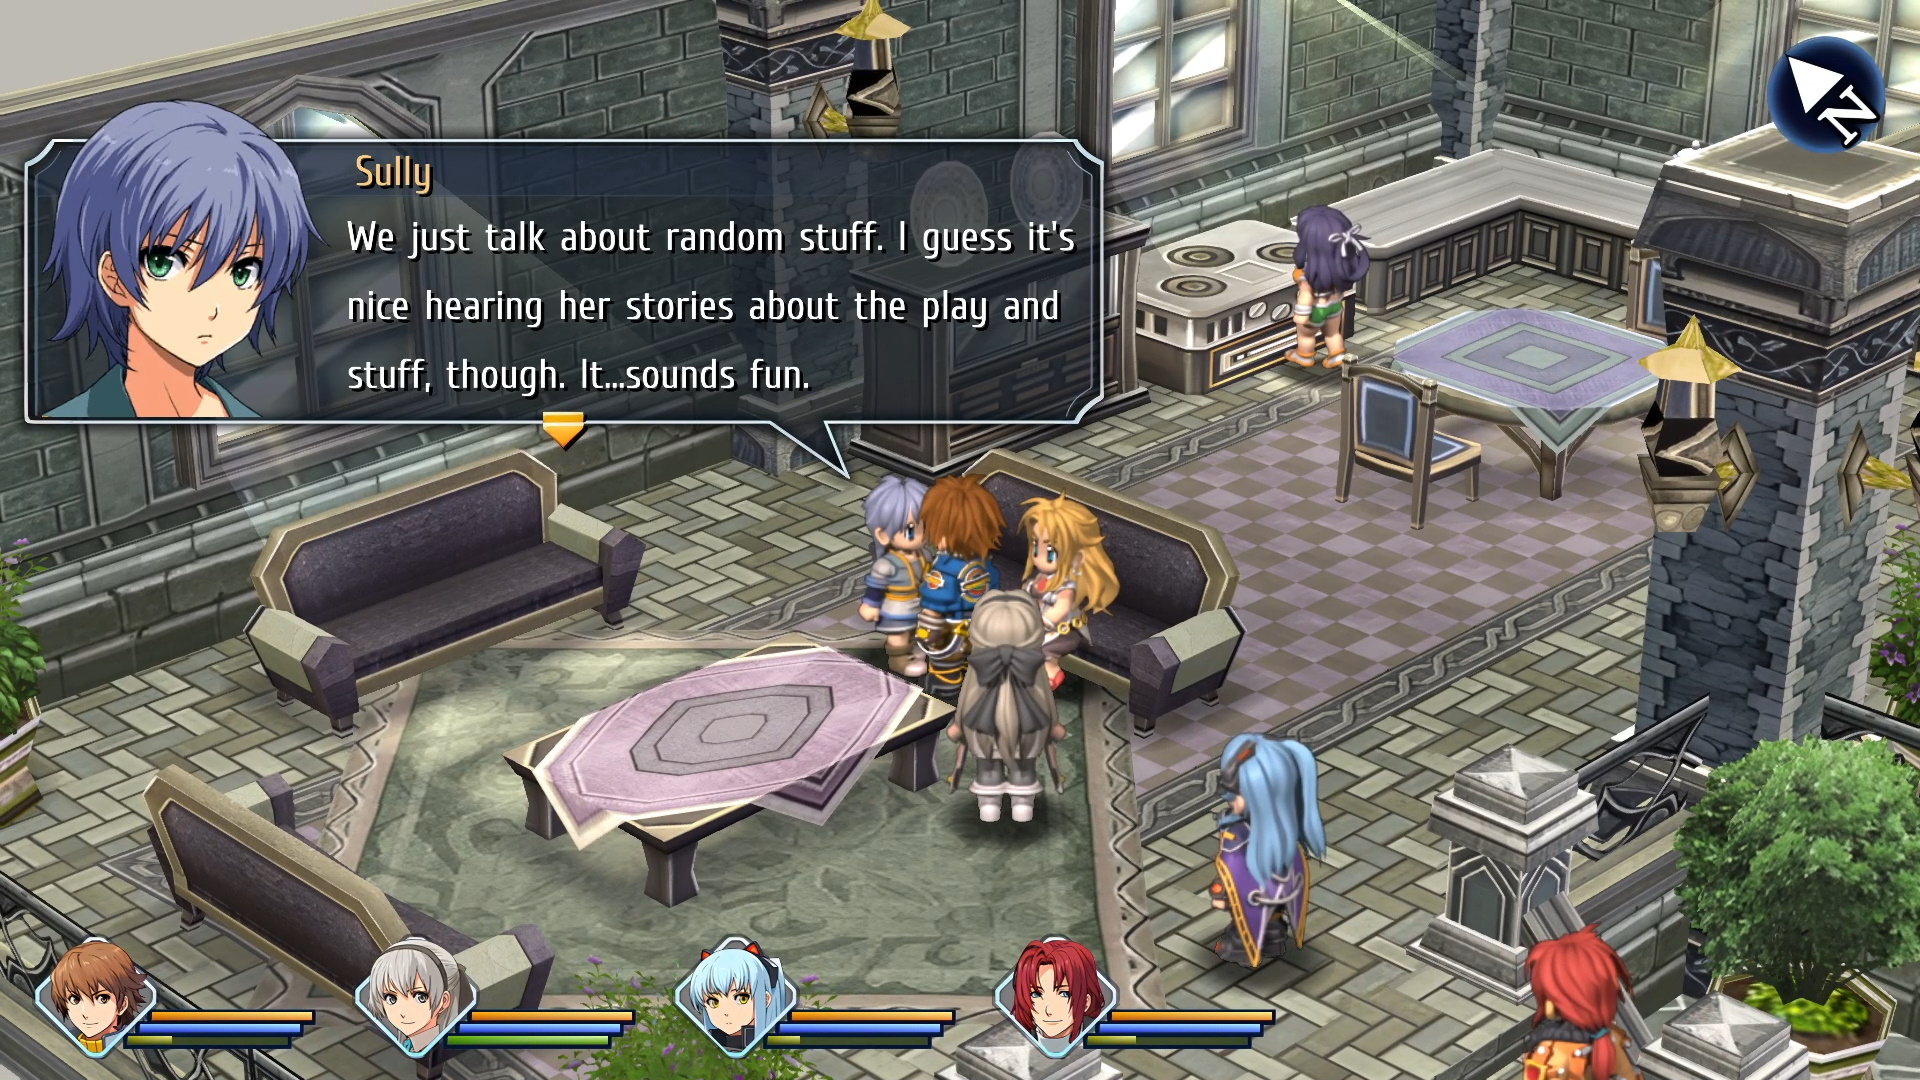 Sully
We just talk about random stuff. I guess it's
nice hearing her stories about the play and
stuff, though. It...sounds fun.
N